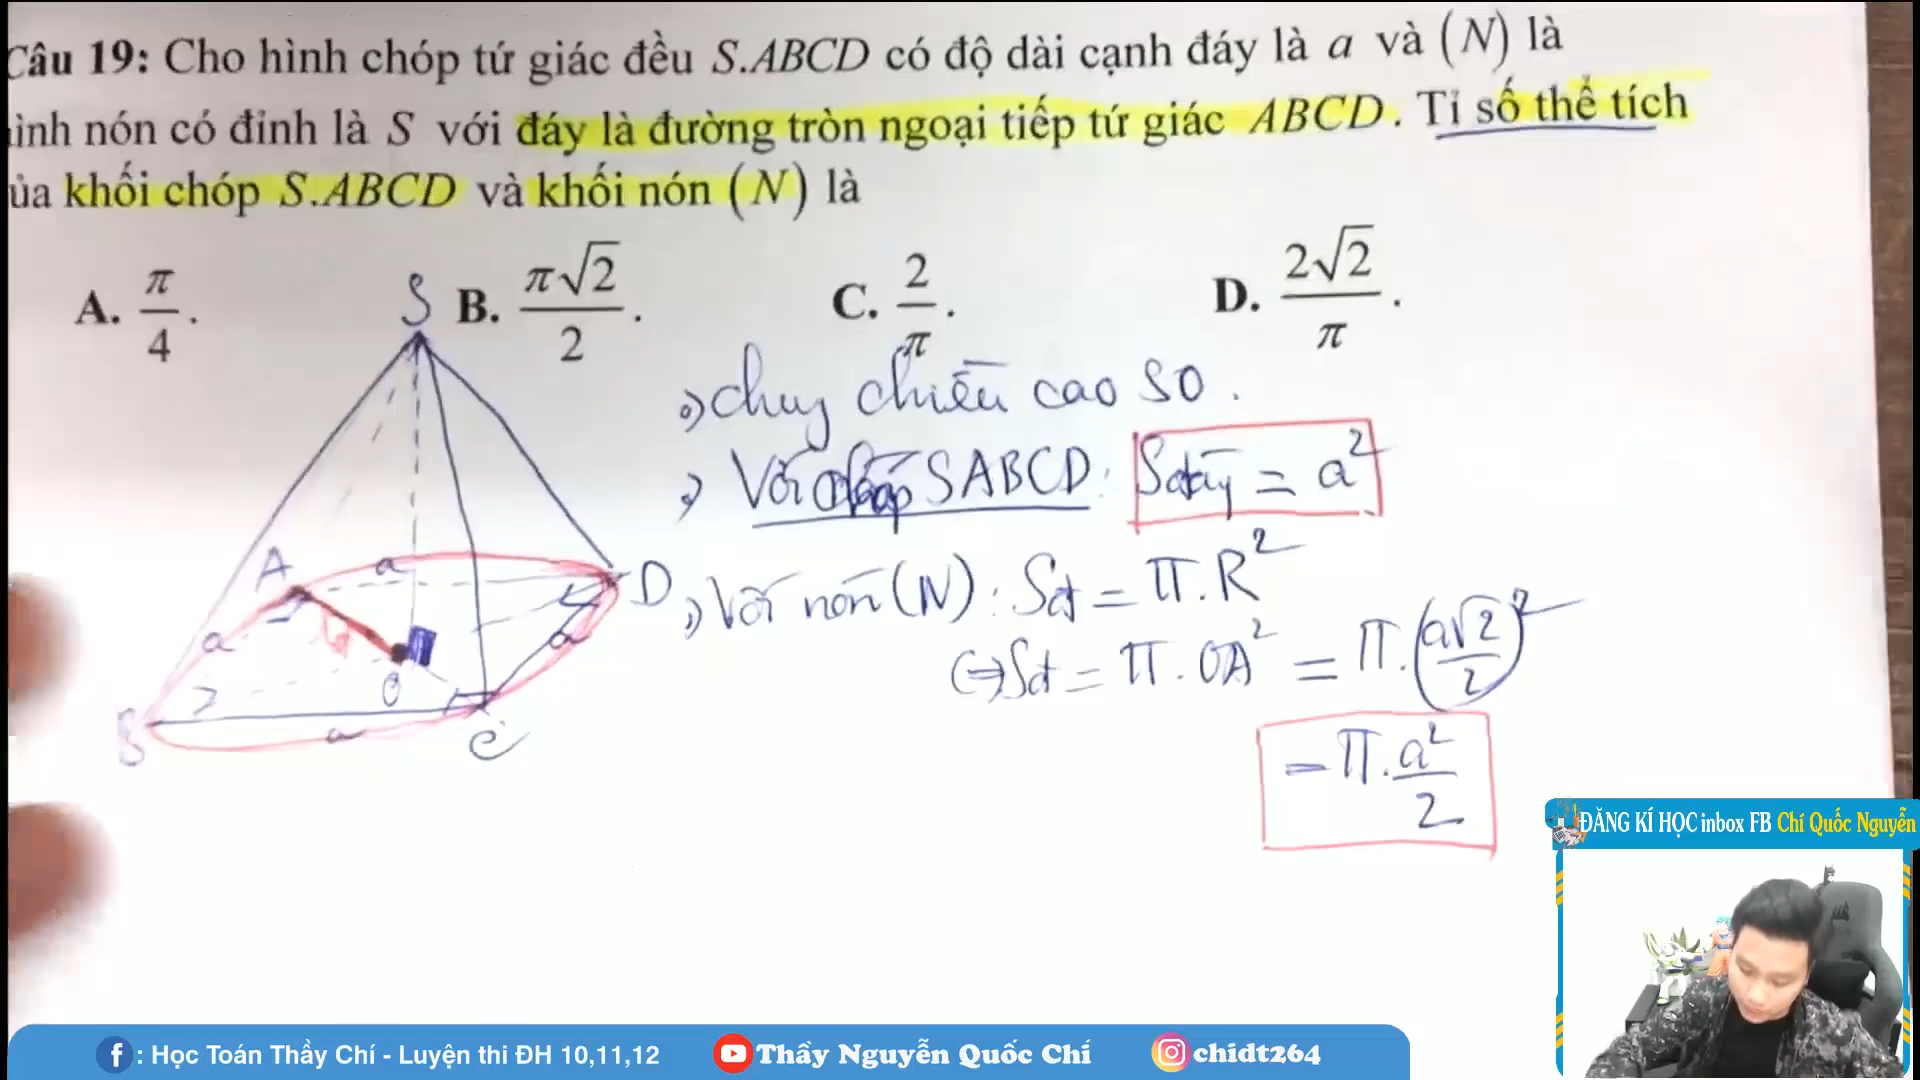 Câu 19: Cho hình chóp tứ giác đều S.ABCD có độ dài cạnh đáy là a và (N) là
hình nón có đỉnh là S với đáy là đường tròn ngoại tiếp tứ giác ABCD. Tỉ số thể tích
của khối chóp S.ABCD và khối nón (N) là
A. π/4. B. π√2/2. C. 2/π. D. 2√2/π.
S
chung chiều cao SO.
Với chóp SABCD: Sđáy = a²
A a D
Với nón (N): Sđ = π.R²
a a
⇔ Sđ = π.OA² = π.(a√2/2)²
O
B a C
= π.a²/2
ĐĂNG KÍ HỌC inbox FB Chí Quốc Nguyễn
f : Học Toán Thầy Chí - Luyện thi ĐH 10,11,12 Thầy Nguyễn Quốc Chí chidt264